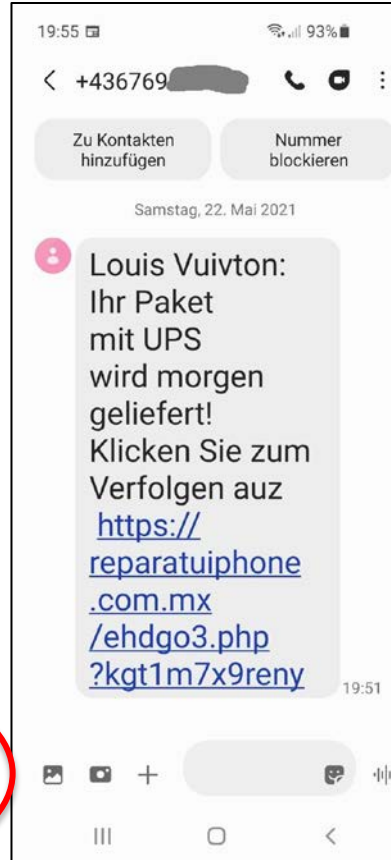 19:55 93%
+436769
Zu Kontakten
hinzufügen
Nummer
blockieren
Samstag, 22. Mai 2021
Louis Vuivton:
Ihr Paket
mit UPS
wird morgen
geliefert!
Klicken Sie zum
Verfolgen auz
https://
reparatuiphone
.com.mx
/ehdgo3.php
?kgt1m7x9reny
19:51